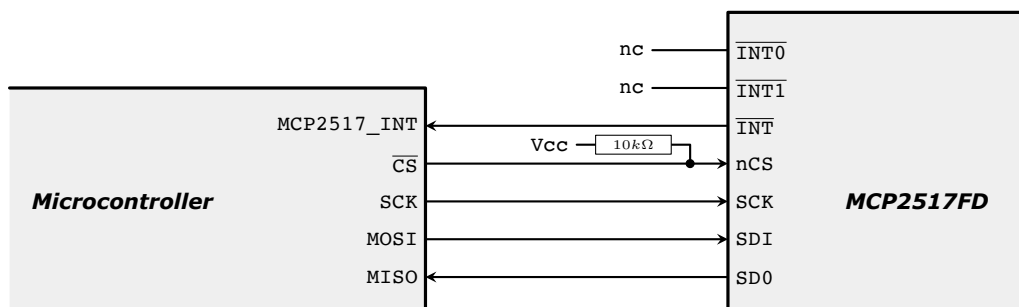 nc INT0
nc INT1
MCP2517_INT INT
Vcc 10kΩ
CS nCS
Microcontroller SCK SCK MCP2517FD
MOSI SDI
MISO SD0